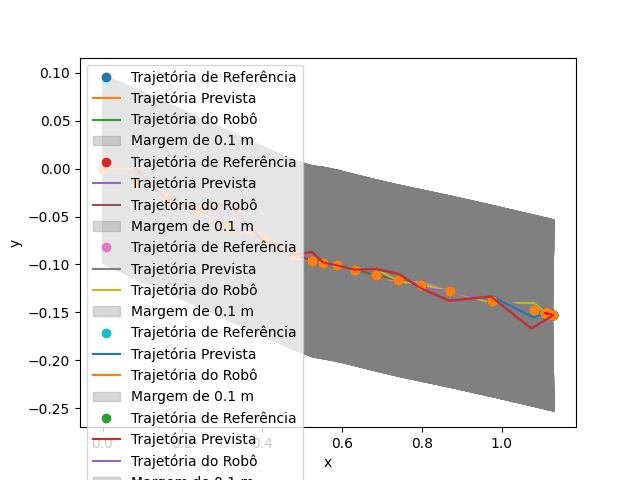 0.10
0.05
0.00
−0.05
−0.10
−0.15
−0.20
−0.25
y
Trajetória de Referência
Trajetória Prevista
Trajetória do Robô
Margem de 0.1 m
Trajetória de Referência
Trajetória Prevista
Trajetória do Robô
Margem de 0.1 m
Trajetória de Referência
Trajetória Prevista
Trajetória do Robô
Margem de 0.1 m
Trajetória de Referência
Trajetória Prevista
Trajetória do Robô
Margem de 0.1 m
Trajetória de Referência
Trajetória Prevista
Trajetória do Robô
Margem de 0.1 m
0.0 0.2 0.4 0.6 0.8 1.0
x